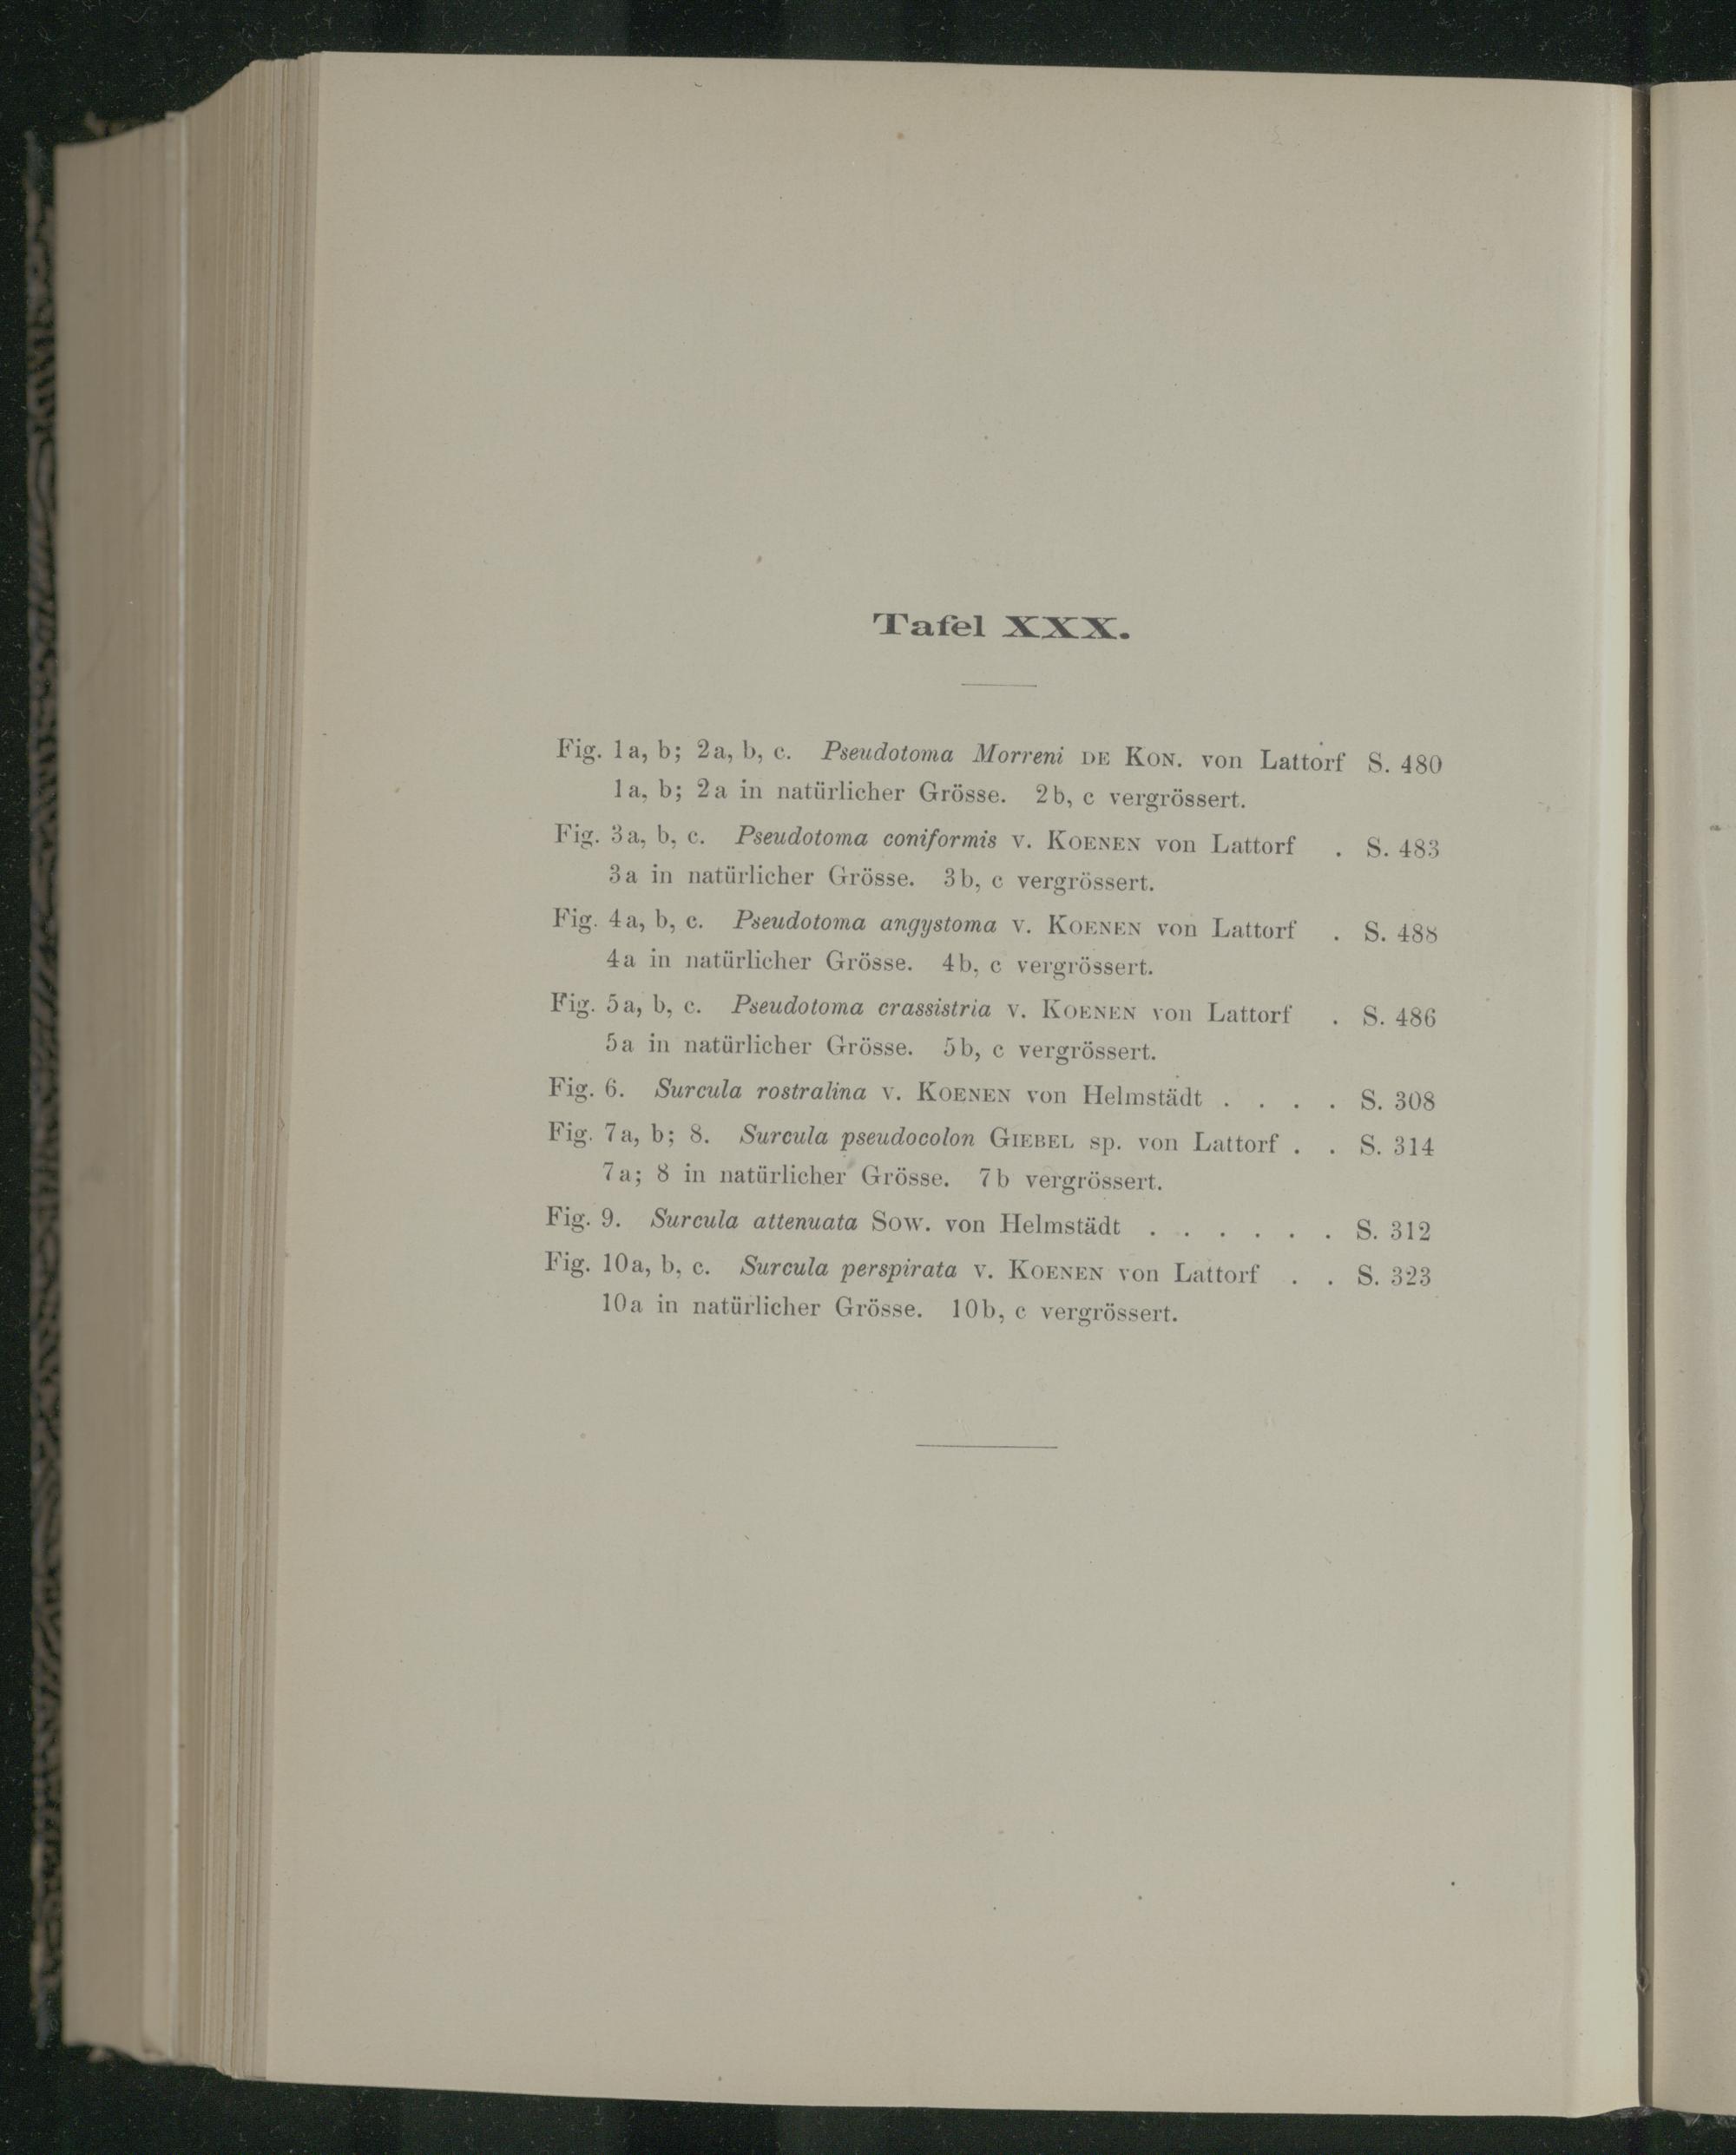 Tafel XXX.
Fig. 1a, b; 2a, b, c. Pseudotoma Morreni DE KON. von Lattorf S. 480
1a, b; 2a in natürlicher Grösse. 2b, c vergrössert.
Fig. 3a, b, c. Pseudotoma coniformis V. KOENEN von Lattorf . S. 483
3a in natürlicher Grösse. 3b, c vergrössert.
Fig. 4a, b, c. Pseudotoma angystoma V. KOENEN von Lattorf . S. 488
4a in natürlicher Grösse. 4b, c vergrössert.
Fig. 5a, b, c. Pseudotoma crassistria V. KOENEN von Lattorf . S. 486
5a in natürlicher Grösse. 5b, c vergrössert.
Fig. 6. Surcula rostralina V. KOENEN von Helmstädt . . . . S. 308
Fig. 7a, b; 8. Surcula pseudocolon GIEBEL sp. von Lattorf . . S. 314
7a; 8 in natürlicher Grösse. 7b vergrössert.
Fig. 9. Surcula attenuata SOW. von Helmstädt . . . . . . S. 312
Fig. 10a, b, c. Surcula perspirata V. KOENEN von Lattorf . . S. 323
10a in natürlicher Grösse. 10b, c vergrössert.